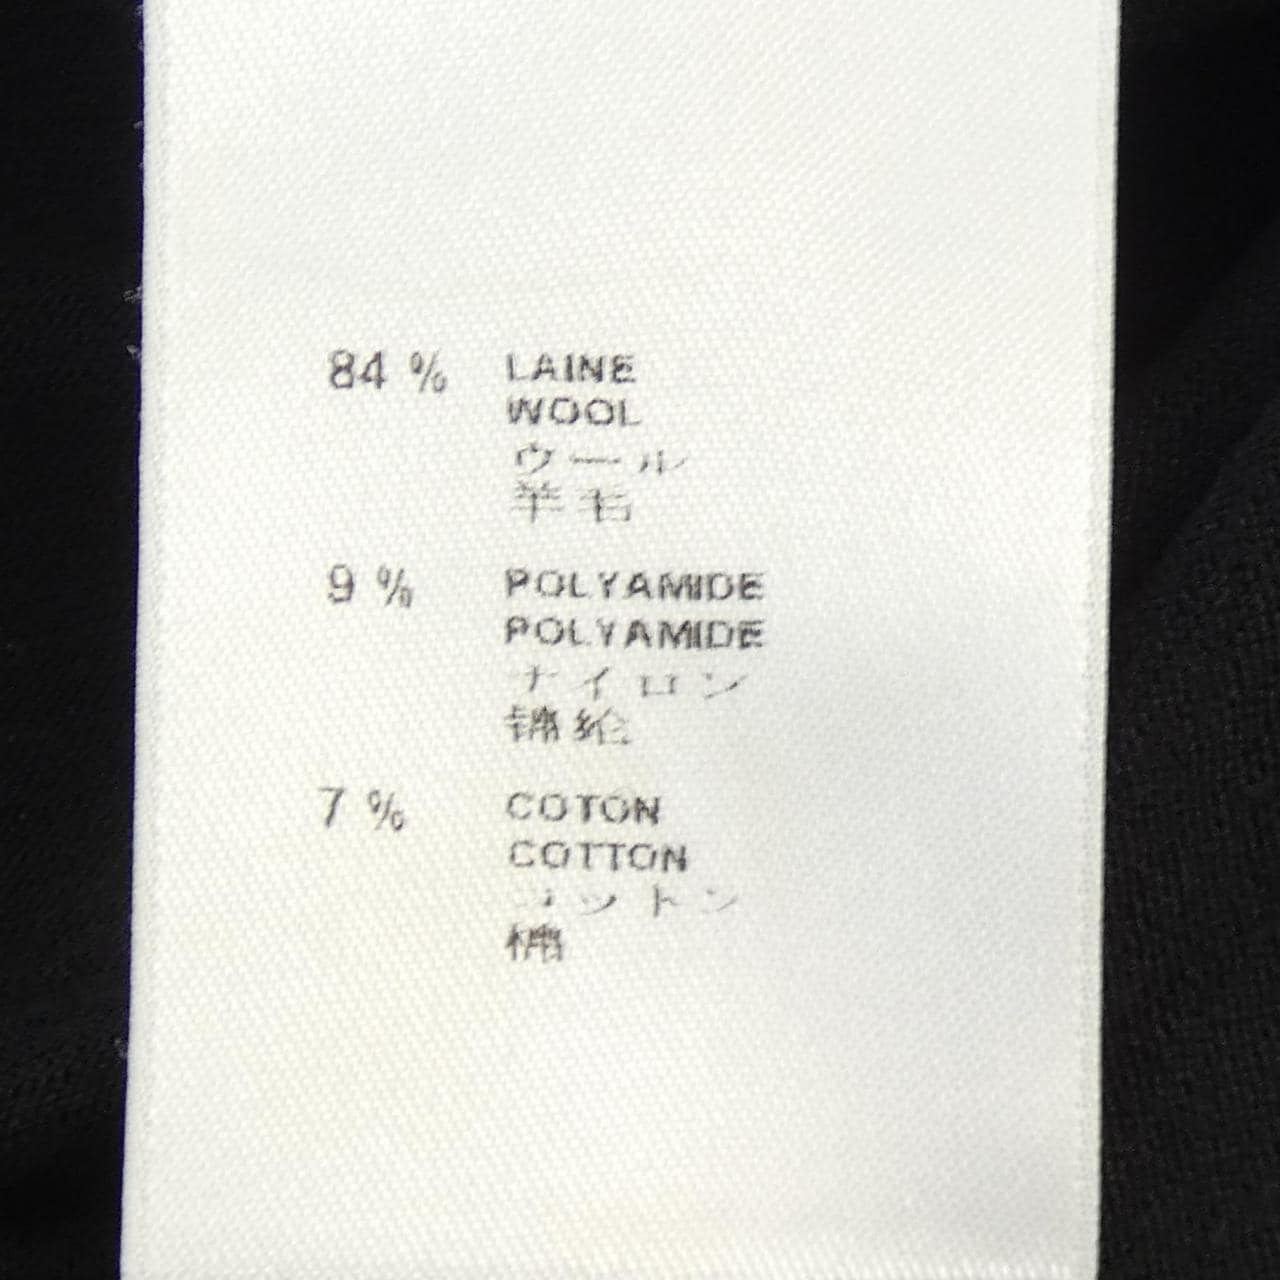 84 % LAINE
WOOL
ウール
羊毛
9 % POLYAMIDE
POLYAMIDE
ナイロン
锦纶
7 % COTON
COTTON
コットン
棉